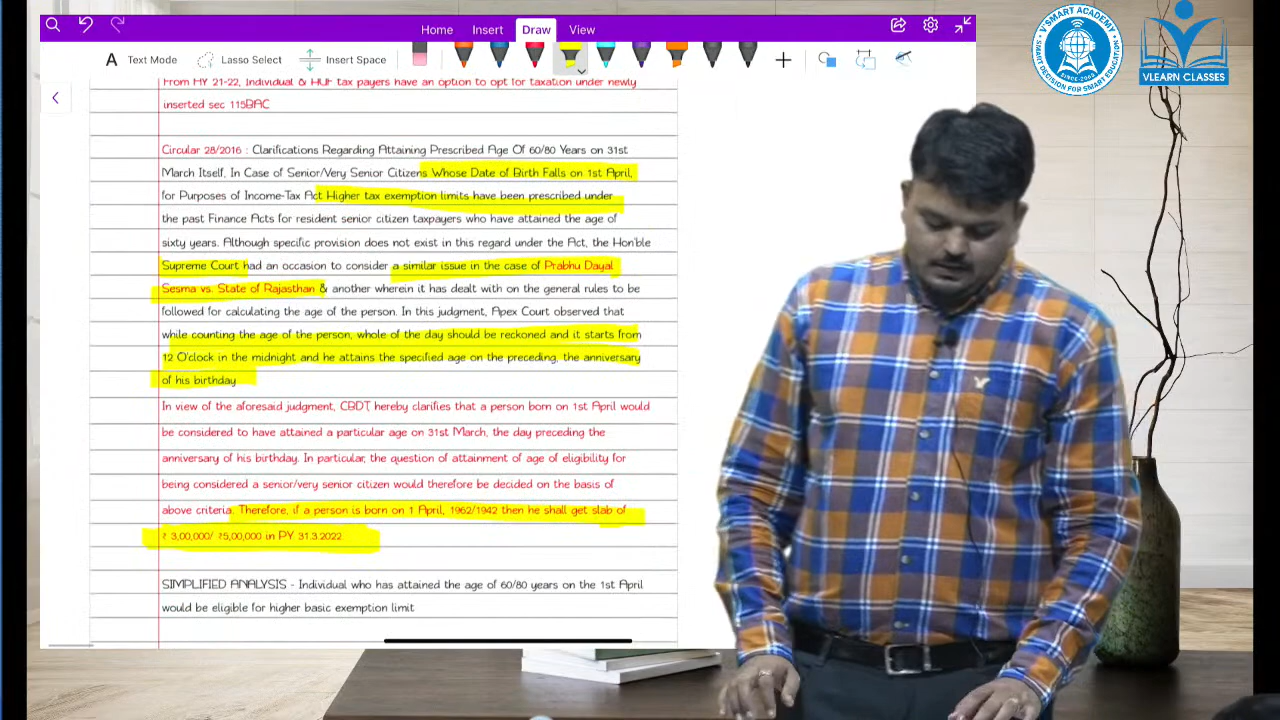 Home Insert Draw View
Text Mode Lasso Select Insert Space
From MY 21-22, Individual & HUF tax payers have an option to opt for taxation under newly
inserted sec 115BAC
Circular 28/2016 : Clarifications Regarding Attaining Prescribed Age Of 60/80 Years on 31st
March Itself, In Case of Senior/Very Senior Citizens Whose Date of Birth Falls on 1st April,
for Purposes of Income-Tax Act Higher tax exemption limits have been prescribed under
the past Finance Acts for resident senior citizen taxpayers who have attained the age of
sixty years. Although specific provision does not exist in this regard under the Act, the Hon'ble
Supreme Court had an occasion to consider a similar issue in the case of Prabhu Dayal
Sesma vs. State of Rajasthan & another wherein it has dealt with on the general rules to be
followed for calculating the age of the person. In this judgment, Apex Court observed that
while counting the age of the person, whole of the day should be reckoned and it starts from
12 O'clock in the midnight and he attains the specified age on the preceding, the anniversary
of his birthday
In view of the aforesaid judgment, CBDT, hereby clarifies that a person born on 1st April would
be considered to have attained a particular age on 31st March, the day preceding the
anniversary of his birthday. In particular, the question of attainment of age of eligibility for
being considered a senior/very senior citizen would therefore be decided on the basis of
above criteria. Therefore, if a person is born on 1 April, 1962/1942 then he shall get slab of
₹ 3,00,000/ ₹5,00,000 in PY 31.3.2022
SIMPLIFIED ANALYSIS - Individual who has attained the age of 60/80 years on the 1st April
would be eligible for higher basic exemption limit
V'SMART ACADEMY
SINCE-2005
SMART DECISION FOR SMART EDUCATION
VLEARN CLASSES